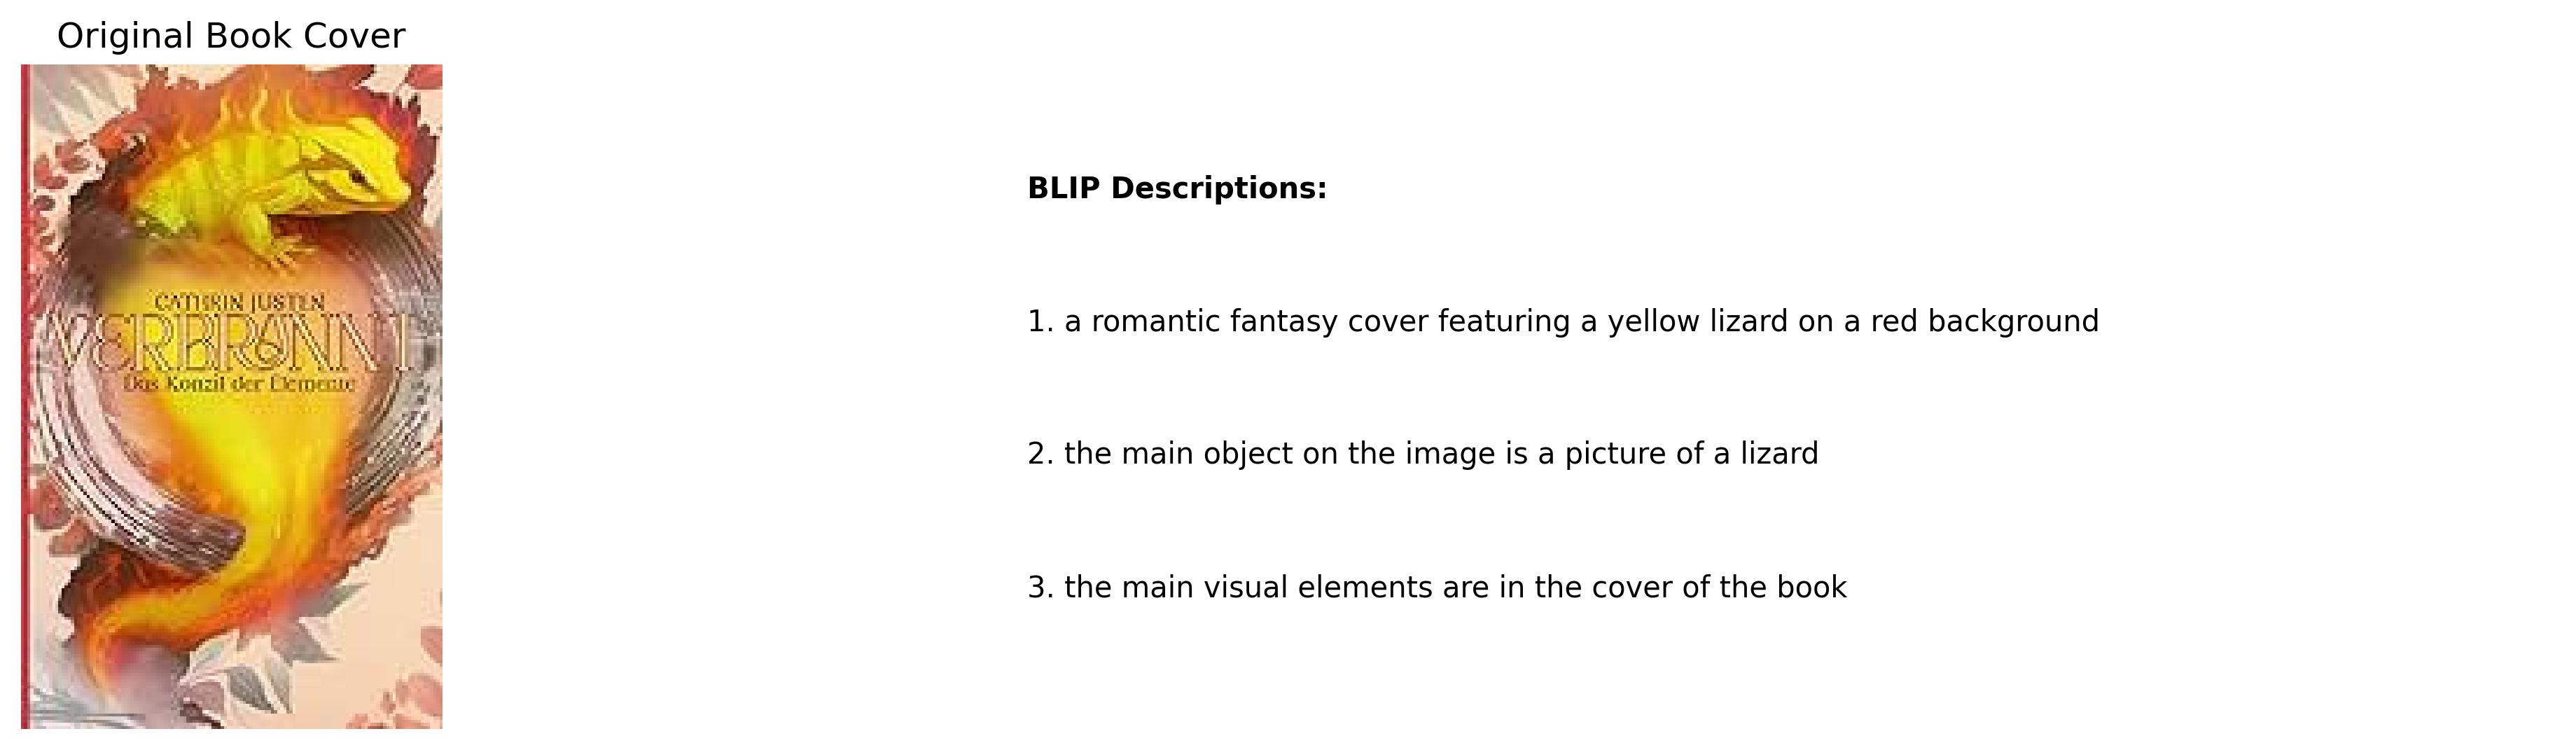 Original Book Cover
CATHRIN JUSTEN
VERBRANNT
Das Konzil der Elemente
BLIP Descriptions:
1. a romantic fantasy cover featuring a yellow lizard on a red background
2. the main object on the image is a picture of a lizard
3. the main visual elements are in the cover of the book